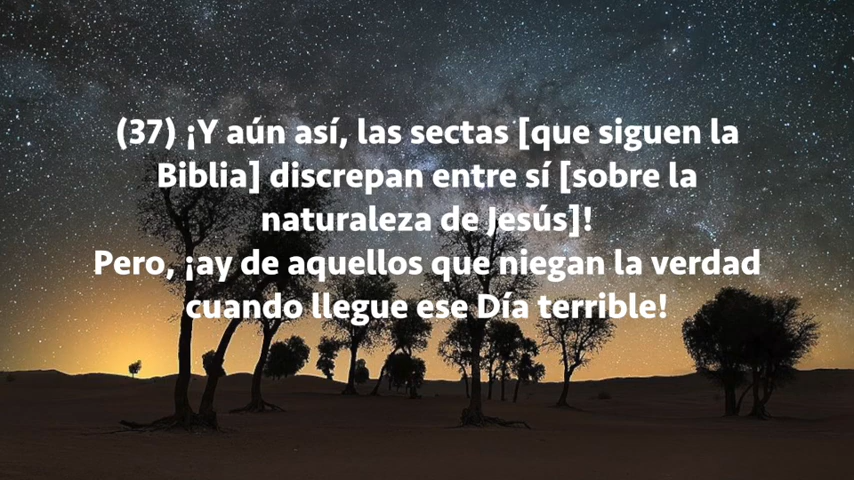 (37) ¡Y aún así, las sectas [que siguen la
Biblia] discrepan entre sí [sobre la
naturaleza de Jesús]!
Pero, ¡ay de aquellos que niegan la verdad
cuando llegue ese Día terrible!